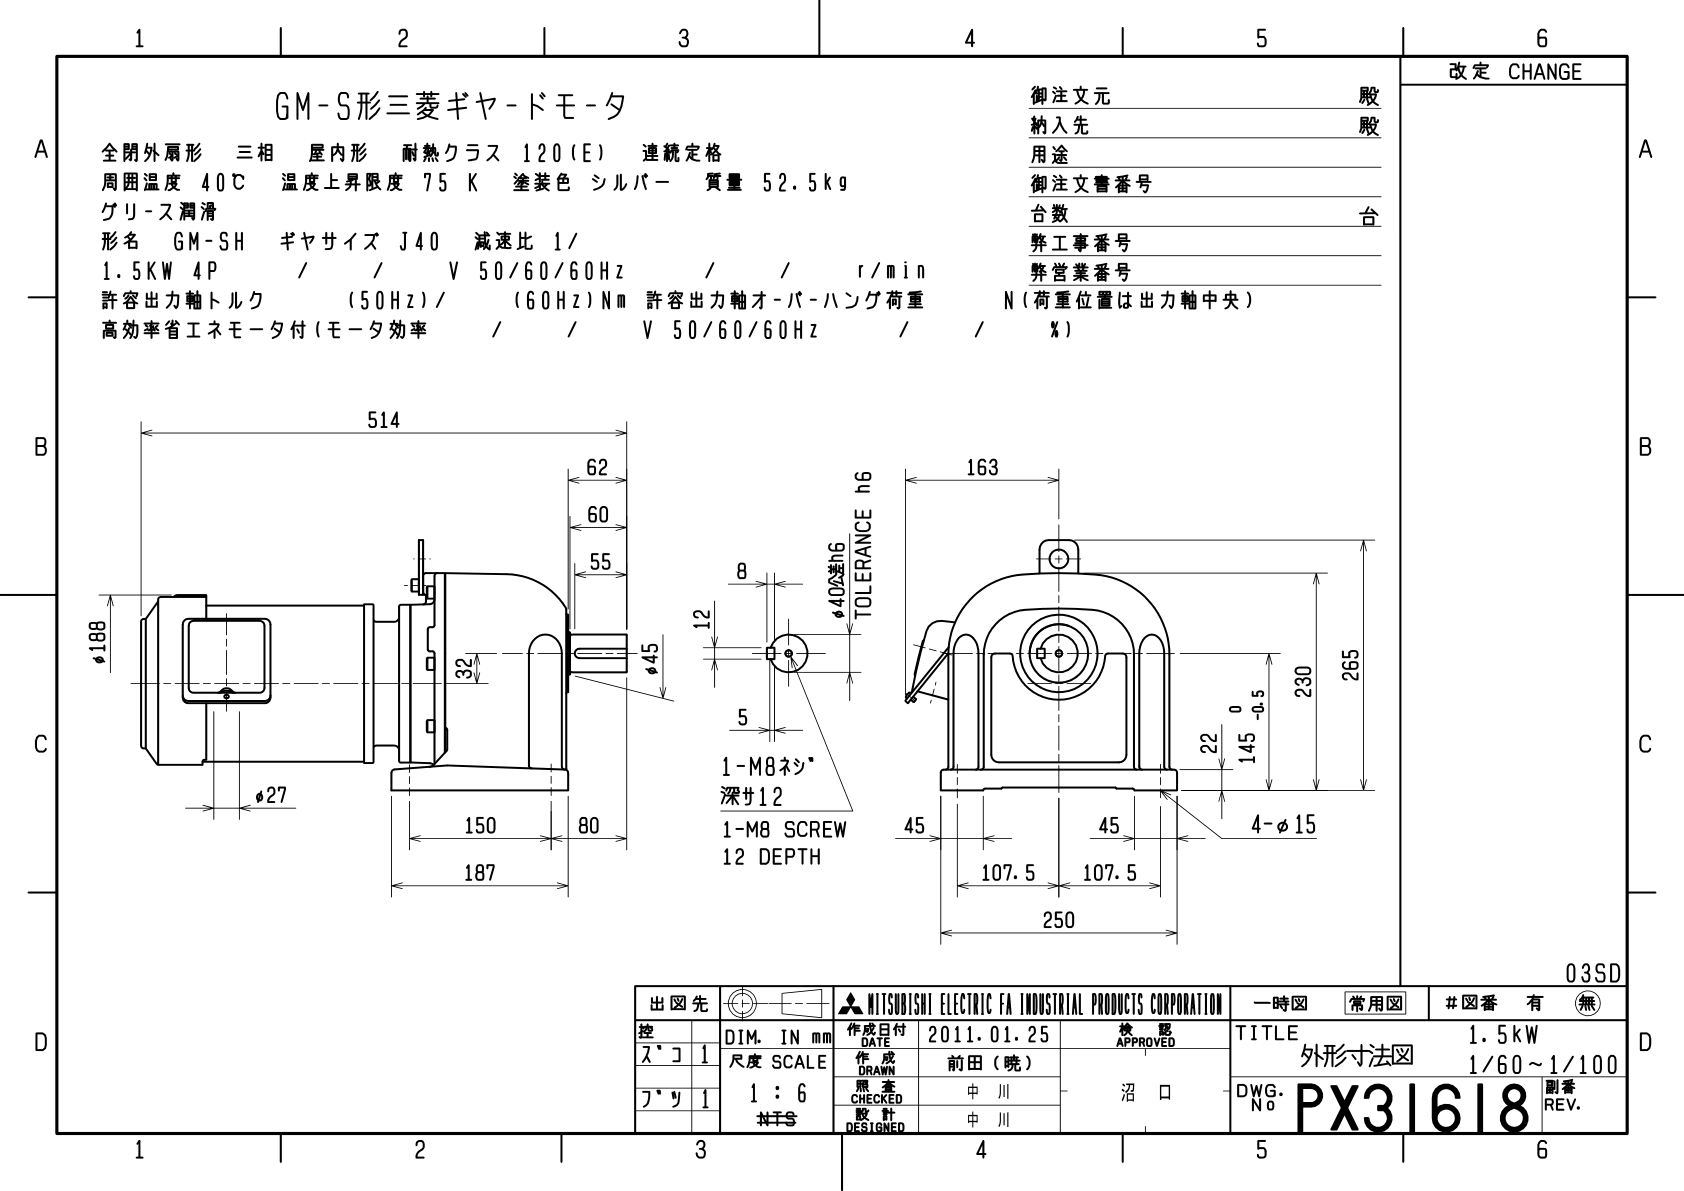 1 2 3 4 5 6
改定 CHANGE
GM-S形三菱ギヤードモータ
全閉外扇形 三相 屋内形 耐熱クラス 120(E) 連続定格
周囲温度 40℃ 温度上昇限度 75 K 塗装色 シルバー 質量 52.5kg
グリース潤滑
形名 GM-SH ギヤサイズ J40 減速比 1/
1.5KW 4P / / V 50/60/60Hz / / r/min
許容出力軸トルク (50Hz)/ (60Hz)Nm 許容出力軸オーバーハング荷重 N(荷重位置は出力軸中央)
高効率省エネモータ付(モータ効率 / / V 50/60/60Hz / / %)
御注文元 殿
納入先 殿
用途
御注文書番号
台数 台
弊工事番号
弊営業番号
A A
B B
C C
D D
514
62
60
55
φ188
32
φ45
φ27
150 80
187
8
12
5
φ40公差h6
TOLERANCE h6
1-M8ネジ
深サ12
1-M8 SCREW
12 DEPTH
163
265
230
145 0 -0.5
22
45 45
4-φ15
107.5 107.5
250
03SD
出図先
控
ズコ 1
ブツ 1
DIM. IN mm
尺度 SCALE
1 : 6
NTS
MITSUBISHI ELECTRIC FA INDUSTRIAL PRODUCTS CORPORATION
作成日付 DATE 2011.01.25
作成 DRAWN 前田(暁)
照査 CHECKED 中川
設計 DESIGNED 中川
検認 APPROVED
沼口
一時図 常用図 #図番 有 無
TITLE 1.5kW
外形寸法図 1/60~1/100
DWG. No PX31618 副番 REV.
1 2 3 4 5 6